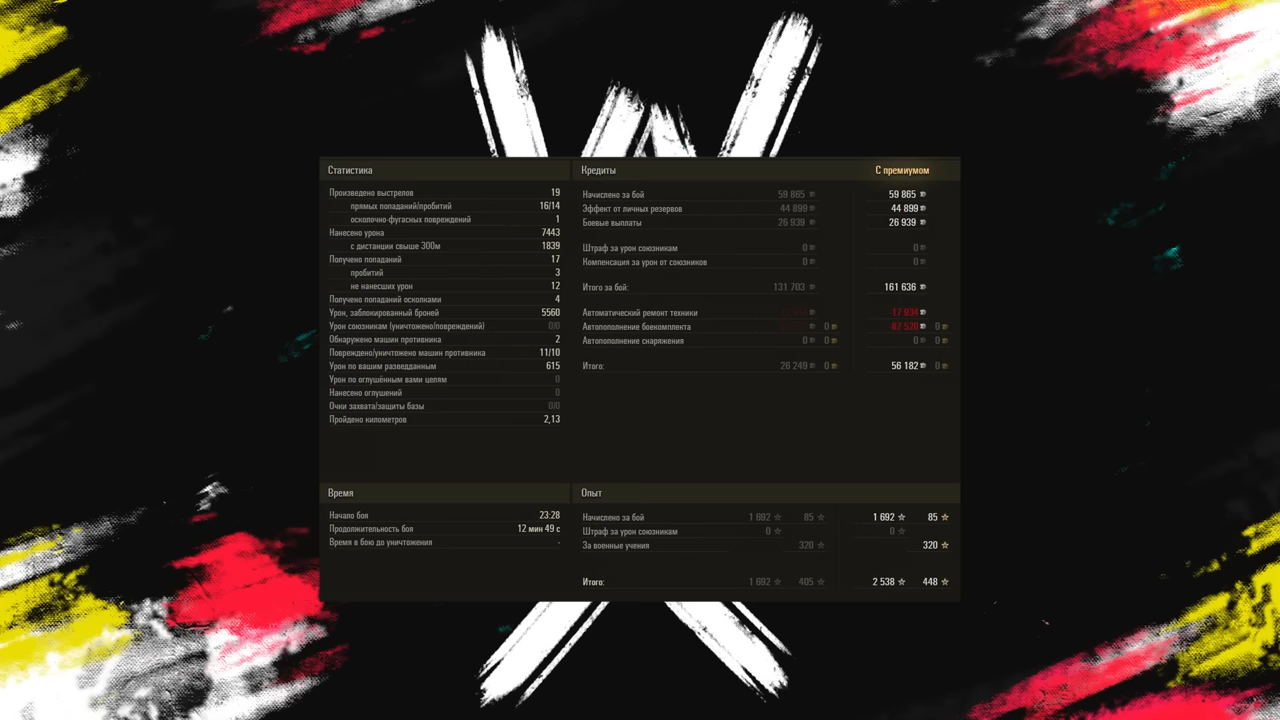 Статистика
Произведено выстрелов 19
прямых попаданий/пробитий 16/14
осколочно-фугасных повреждений 1
Нанесено урона 7443
с дистанции свыше 300м 1839
Получено попаданий 17
пробитий 3
не нанесших урон 12
Получено попаданий осколками 4
Урон, заблокированный броней 5560
Урон союзникам (уничтожено/повреждений) 0/0
Обнаружено машин противника 2
Повреждено/уничтожено машин противника 11/10
Урон по вашим разведданным 615
Урон по оглушённым вами целям 0
Нанесено оглушений 0
Очки захвата/защиты базы 0/0
Пройдено километров 2,13
Кредиты С премиумом
Начислено за бой 59 865 59 865
Эффект от личных резервов 44 899 44 899
Боевые выплаты 26 939 26 939
Штраф за урон союзникам 0 0
Компенсация за урон от союзников 0 0
Итого за бой: 131 703 161 636
Автоматический ремонт техники -17 934
Автопополнение боекомплекта 0 -87 520 0
Автопополнение снаряжения 0 0 0 0
Итого: 26 249 0 56 182 0
Время
Начало боя 23:28
Продолжительность боя 12 мин 49 с
Время в бою до уничтожения -
Опыт
Начислено за бой 1 692 85 1 692 85
Штраф за урон союзникам 0 0
За военные учения 320 320
Итого: 1 692 405 2 538 448